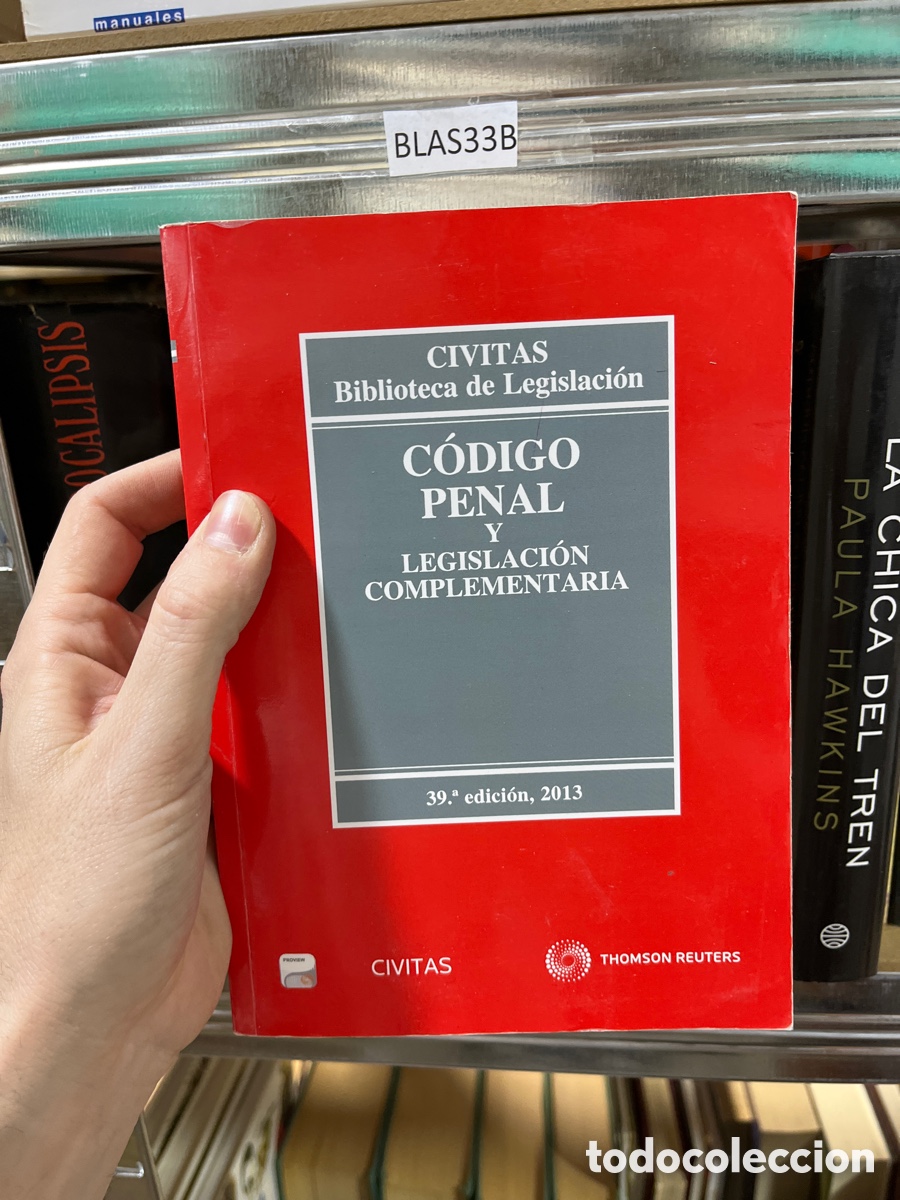 manuales
BLAS33B
OCALIPSIS
CIVITAS
Biblioteca de Legislación
CÓDIGO
PENAL
Y
LEGISLACIÓN
COMPLEMENTARIA
39.ª edición, 2013
PROVIEW
CIVITAS
THOMSON REUTERS
LA CHICA DEL TREN
PAULA HAWKINS
todocoleccion